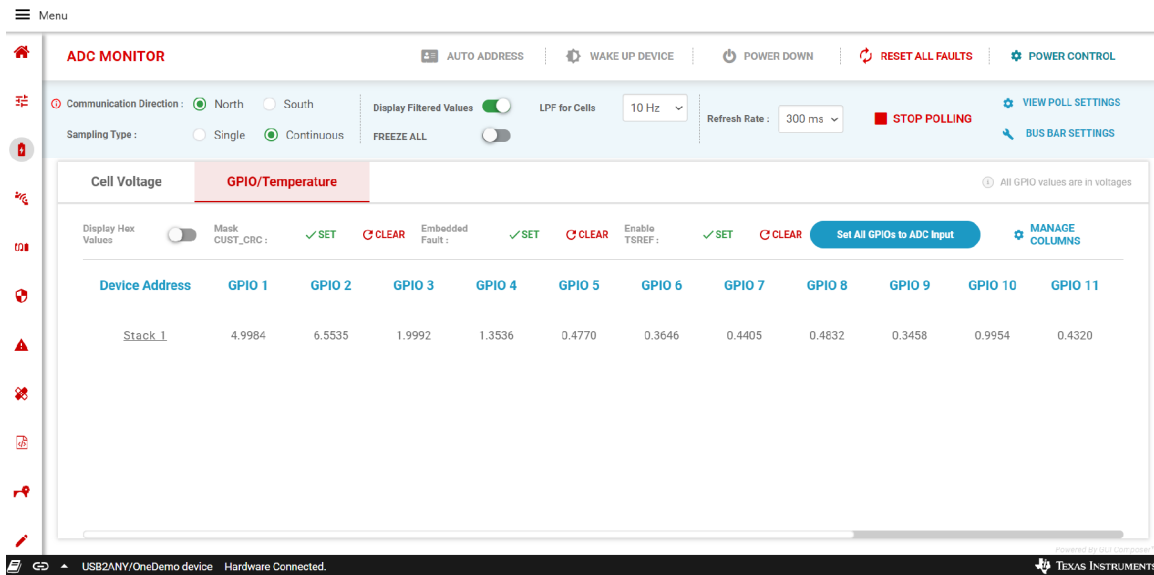 Menu
ADC MONITOR
AUTO ADDRESS
WAKE UP DEVICE
POWER DOWN
RESET ALL FAULTS
POWER CONTROL
Communication Direction :
North
South
Display Filtered Values
LPF for Cells
10 Hz
Refresh Rate :
300 ms
STOP POLLING
VIEW POLL SETTINGS
Sampling Type :
Single
Continuous
FREEZE ALL
BUS BAR SETTINGS
Cell Voltage
GPIO/Temperature
All GPIO values are in voltages
Display Hex
Values
Mask
CUST_CRC :
SET
CLEAR
Embedded
Fault :
SET
CLEAR
Enable
TSREF :
SET
CLEAR
Set All GPIOs to ADC Input
MANAGE
COLUMNS
Device Address GPIO 1 GPIO 2 GPIO 3 GPIO 4 GPIO 5 GPIO 6 GPIO 7 GPIO 8 GPIO 9 GPIO 10 GPIO 11
Stack 1 4.9984 6.5535 1.9992 1.3536 0.4770 0.3646 0.4405 0.4832 0.3458 0.9954 0.4320
Powered By GUI Composer™
USB2ANY/OneDemo device Hardware Connected.
TEXAS INSTRUMENTS